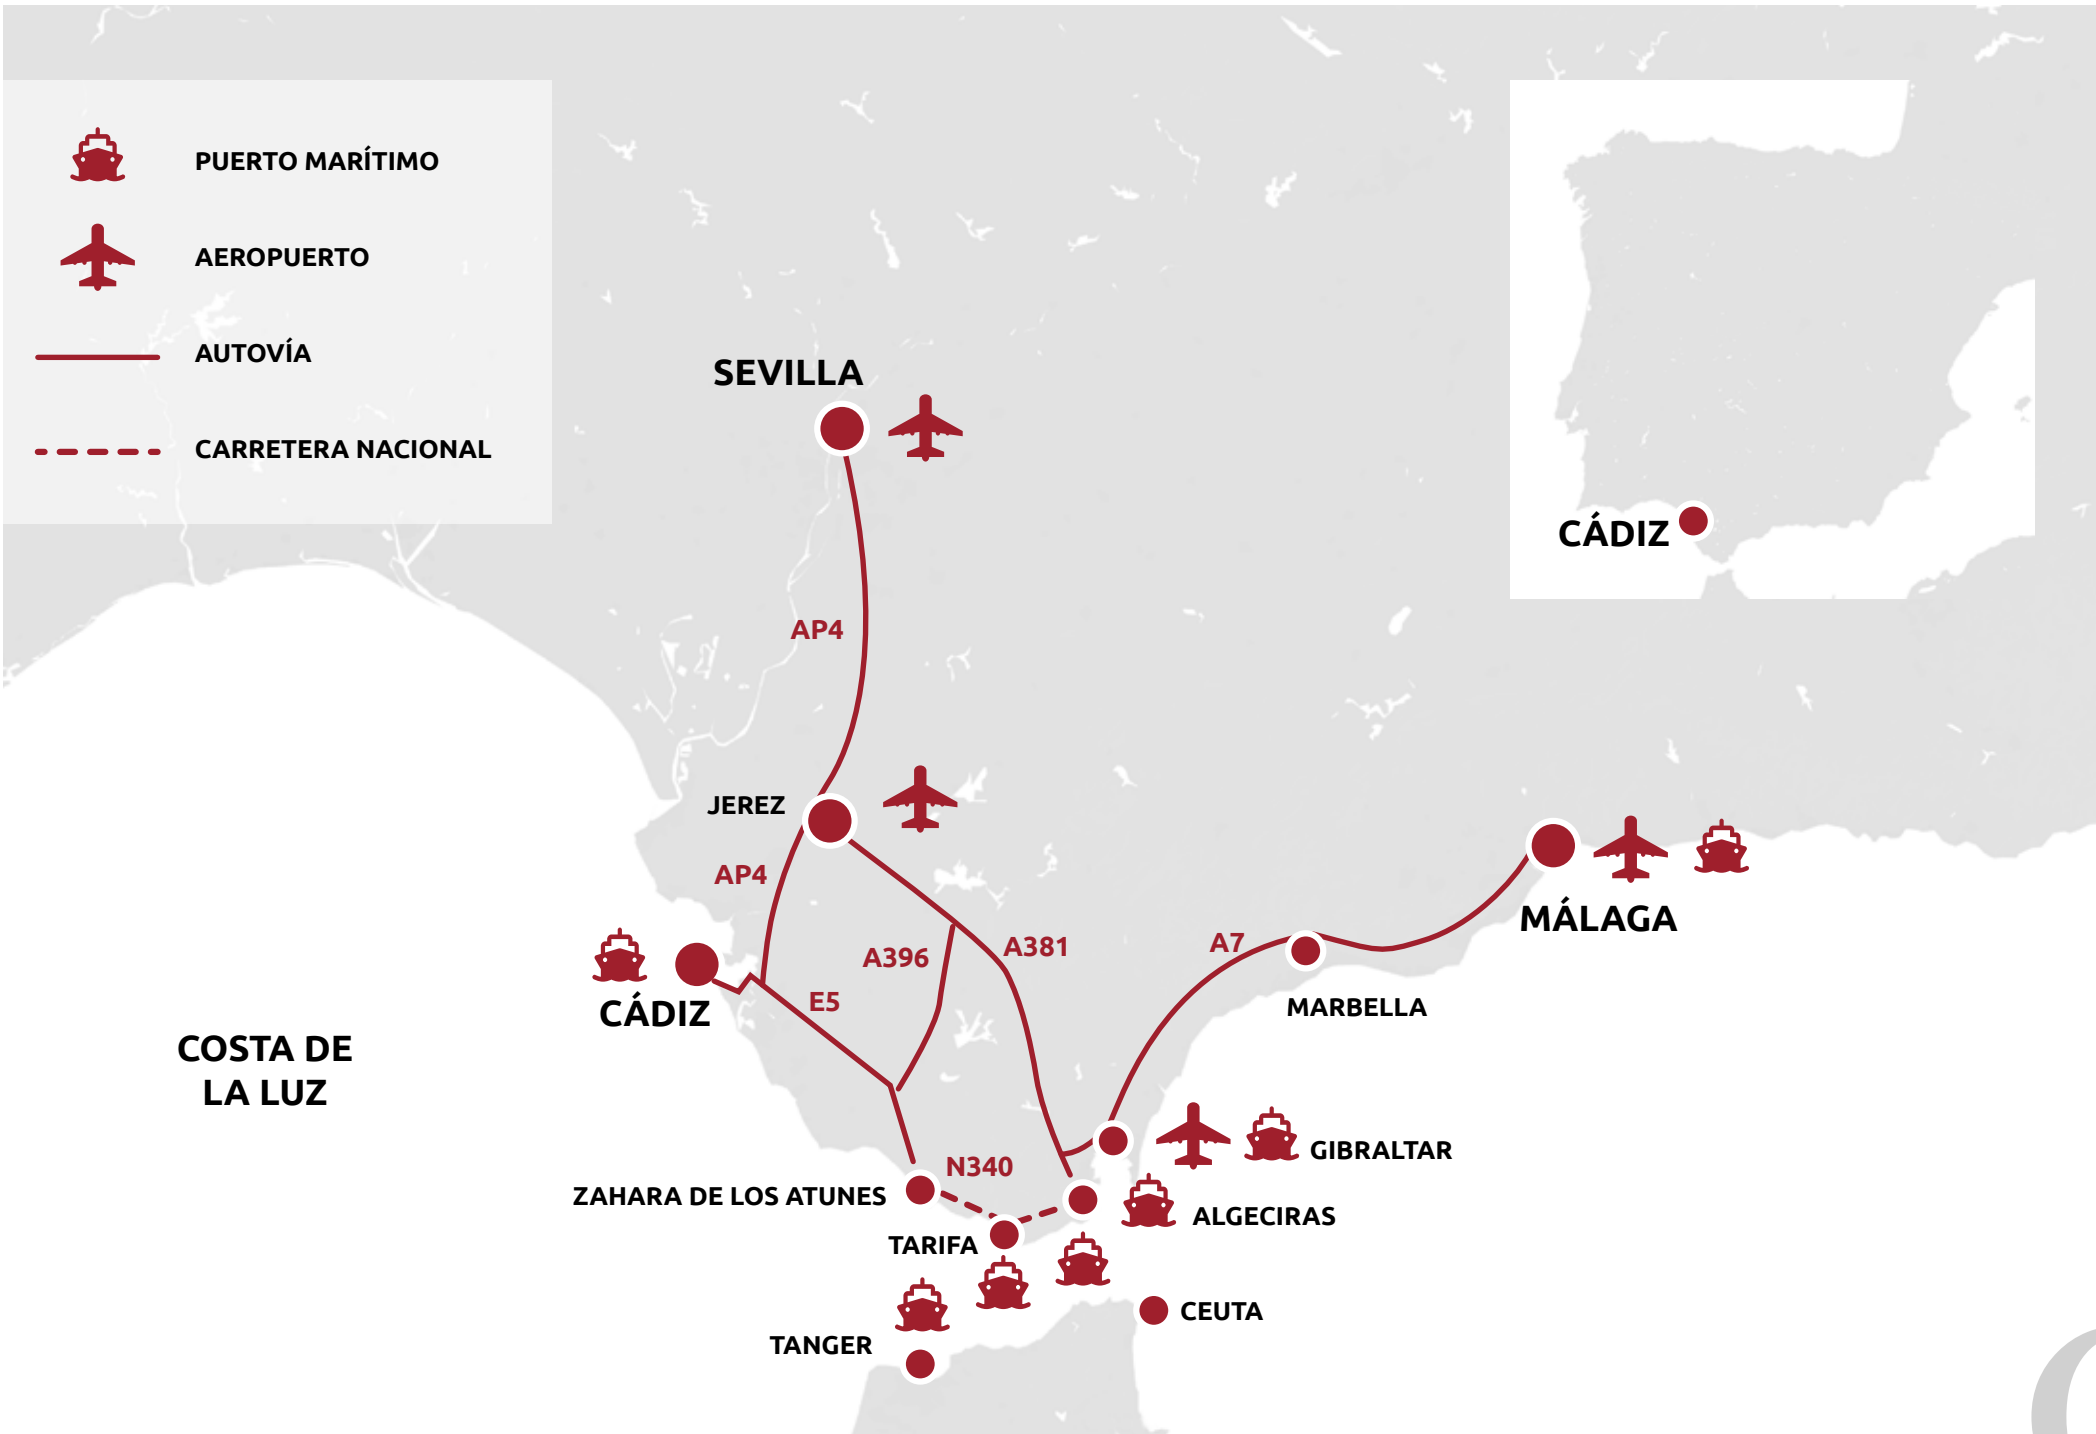 PUERTO MARÍTIMO
AEROPUERTO
AUTOVÍA
CARRETERA NACIONAL
SEVILLA
CÁDIZ
AP4
JEREZ
AP4
MÁLAGA
A396
A381
A7
E5
CÁDIZ
MARBELLA
COSTA DE
LA LUZ
GIBRALTAR
N340
ZAHARA DE LOS ATUNES
ALGECIRAS
TARIFA
CEUTA
TANGER